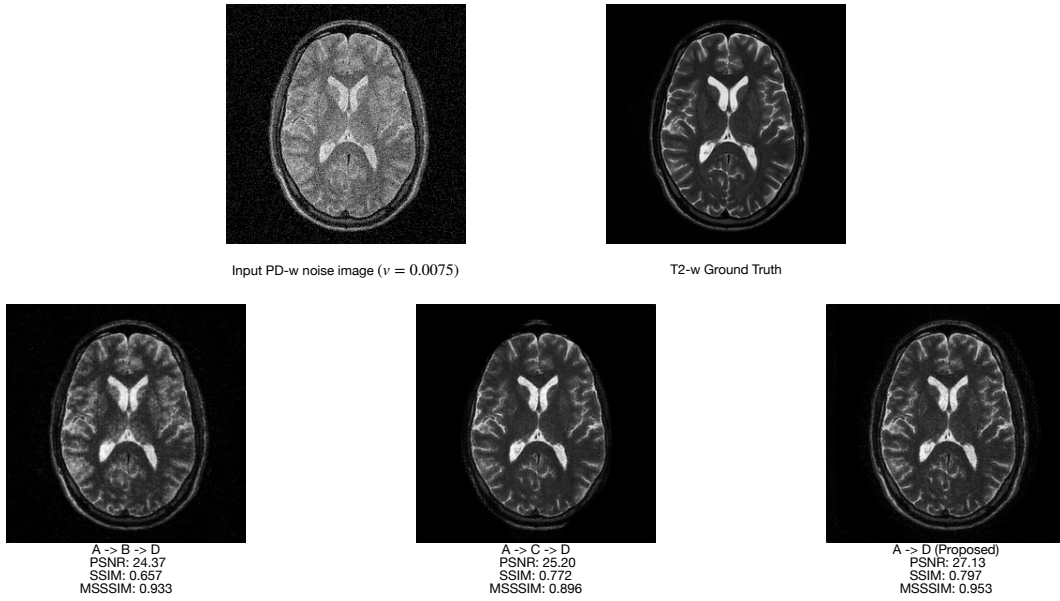 Input PD-w noise image (v = 0.0075)
T2-w Ground Truth
A -> B -> D
PSNR: 24.37
SSIM: 0.657
MSSSIM: 0.933
A -> C -> D
PSNR: 25.20
SSIM: 0.772
MSSSIM: 0.896
A -> D (Proposed)
PSNR: 27.13
SSIM: 0.797
MSSSIM: 0.953